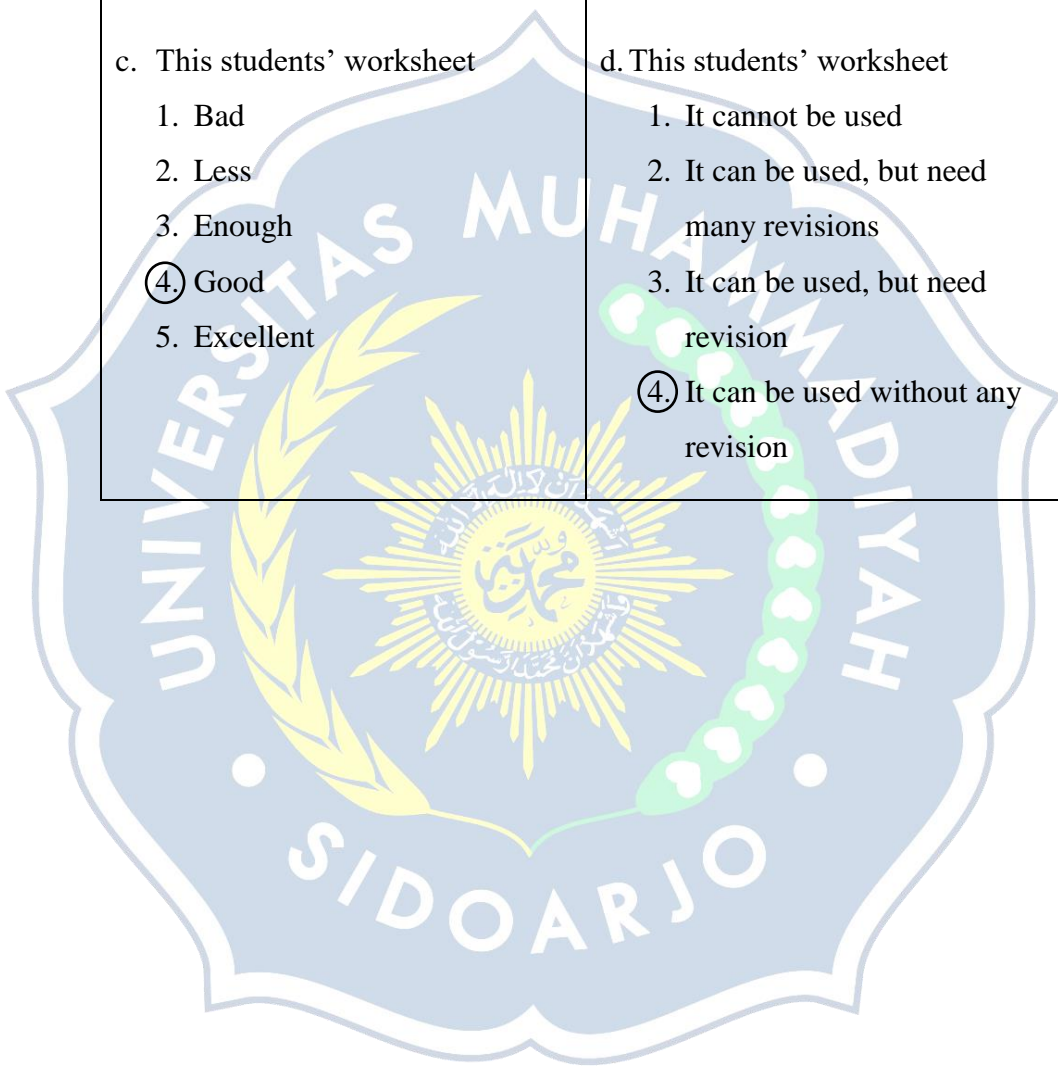 c. This students’ worksheet
1. Bad
2. Less
3. Enough
4. Good
5. Excellent
d. This students’ worksheet
1. It cannot be used
2. It can be used, but need
many revisions
3. It can be used, but need
revision
4. It can be used without any
revision
UNIVERSITAS MUHAMMADIYAH
SIDOARJO
محمد